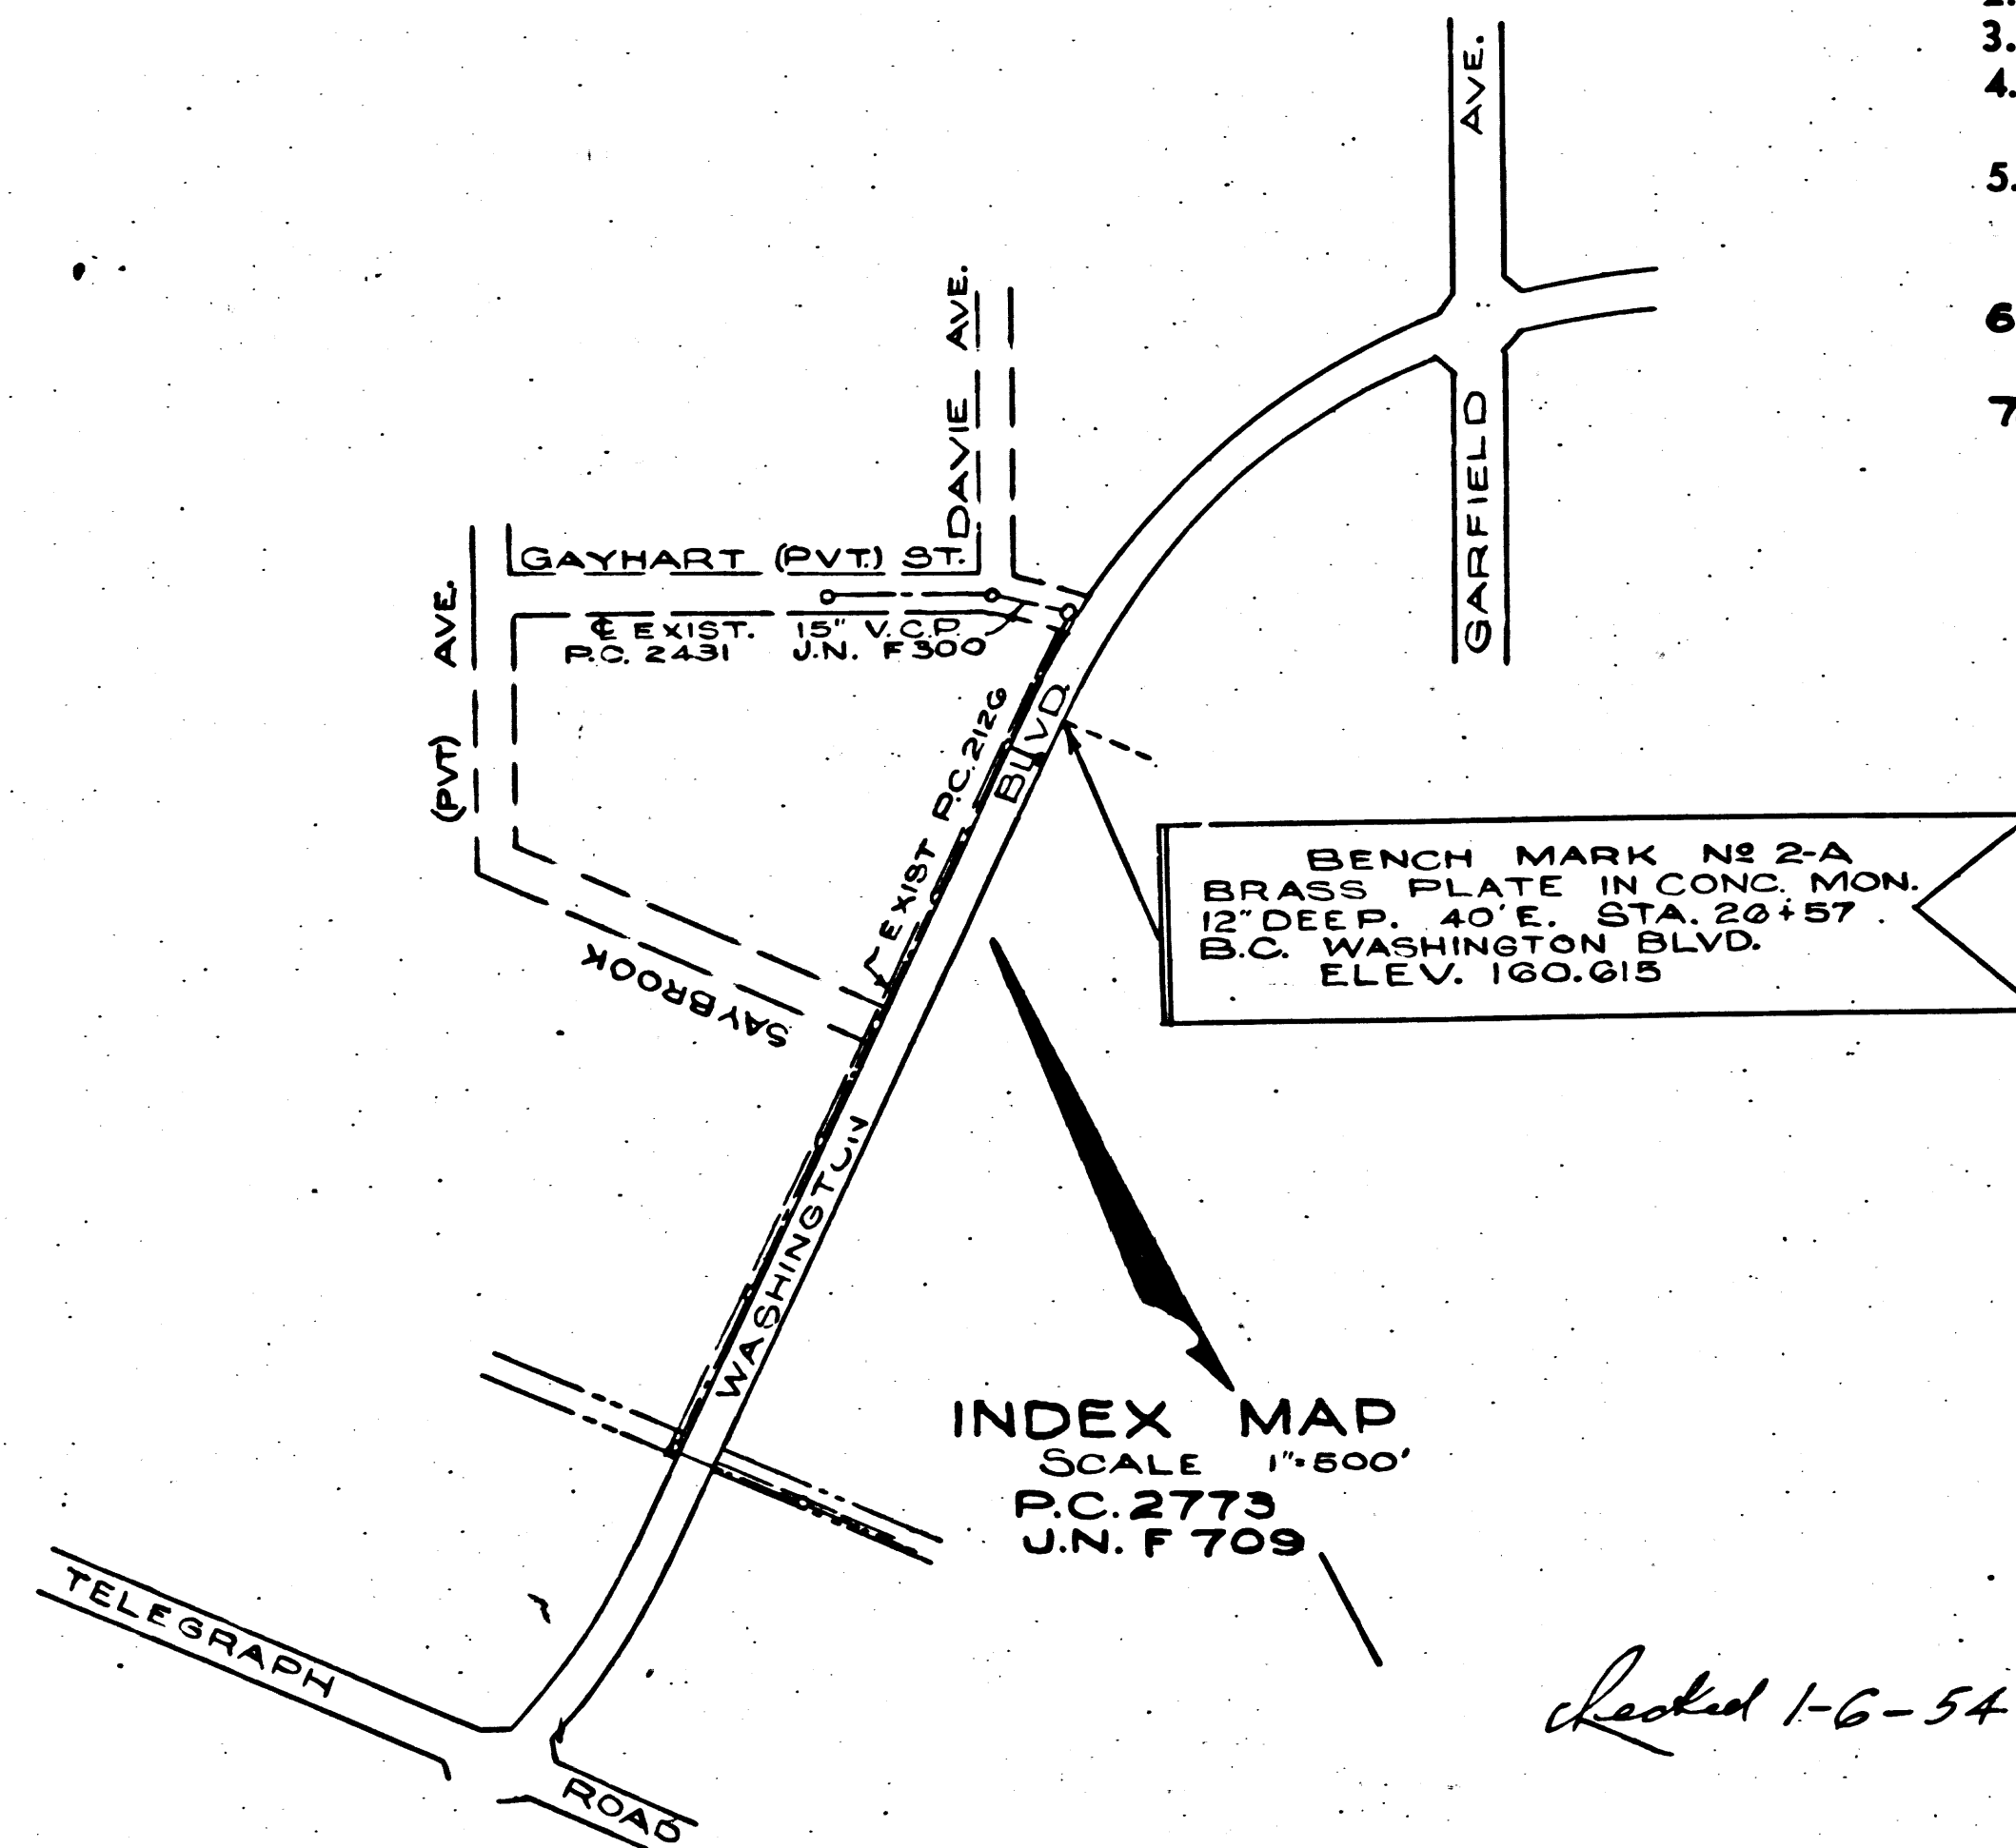 3.
4.
5.
6
7
AVE.
GARFIELD
DAVIE AVE.
GAYHART (PVT.) ST.
℄ EXIST. 15" V.C.P.
P.C. 2431 J.N. F300
(PVT) AVE.
SAYBROOK
EXIST P.C. 2126
WASHINGTON BLVD.
BENCH MARK Nº 2-A
BRASS PLATE IN CONC. MON.
12" DEEP. 40' E. STA. 26+57.
B.C. WASHINGTON BLVD.
ELEV. 160.615
INDEX MAP
SCALE 1"=500'
P.C. 2773
J.N. F 709
TELEGRAPH
ROAD
Checked 1-6-54